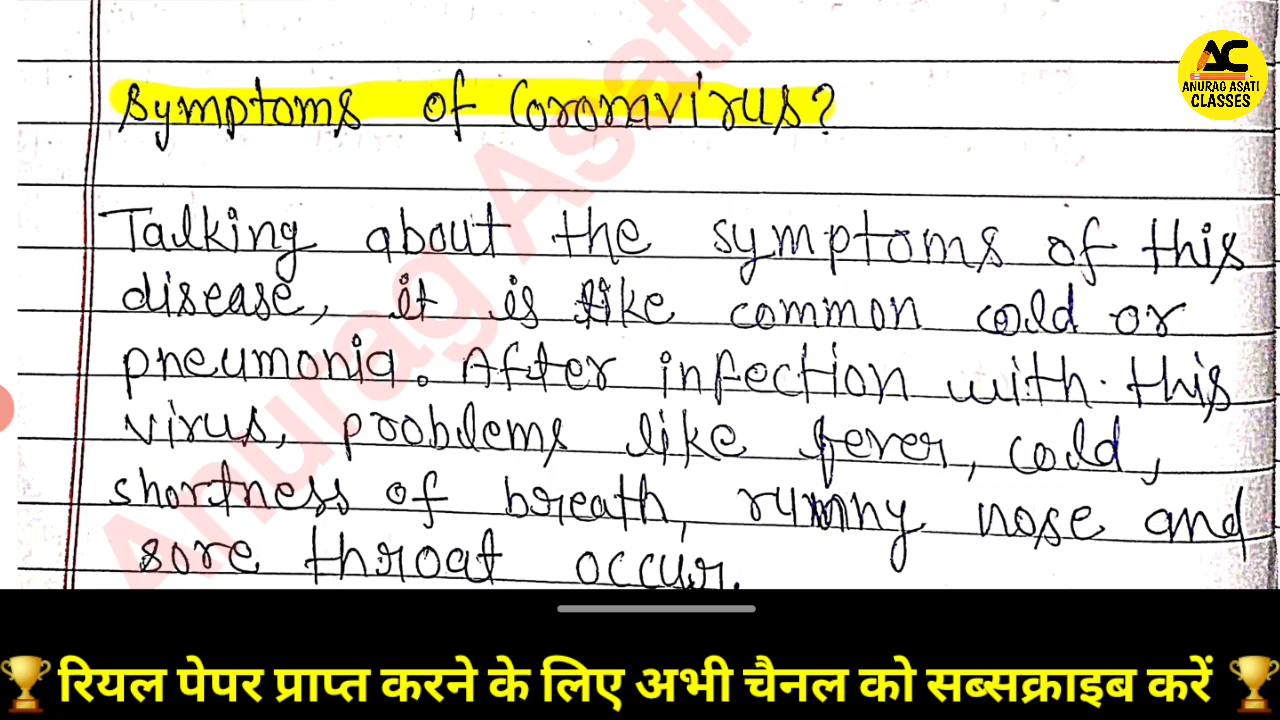 Symptoms of Coronavirus?
AC
ANURAG ASATI
CLASSES
Talking about the symptoms of this
disease, it is like common cold or
pneumonia. After infection with this
virus, problems like fever, cold,
shortness of breath, runny nose and
sore throat occur.
Anurag Asati
🏆 रियल पेपर प्राप्त करने के लिए अभी चैनल को सब्सक्राइब करें 🏆